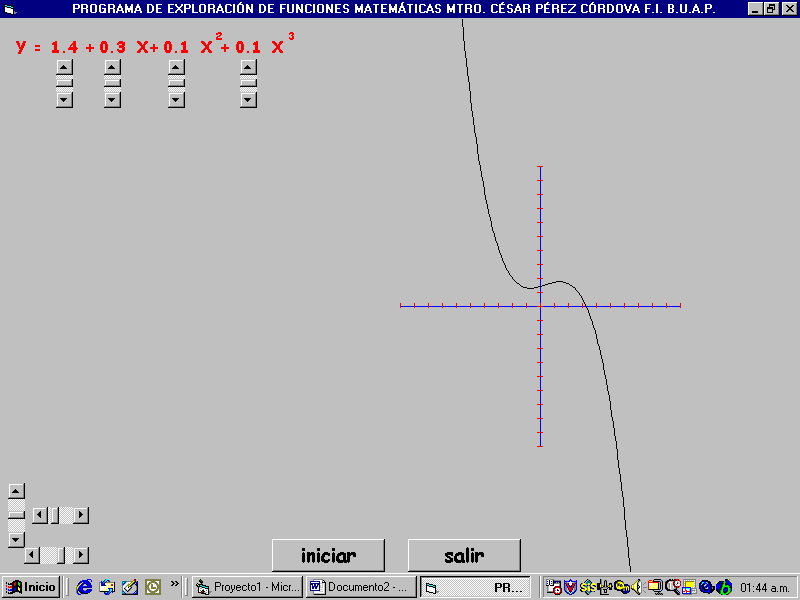 PROGRAMA DE EXPLORACIÓN DE FUNCIONES MATEMÁTICAS MTRO. CÉSAR PÉREZ CÓRDOVA F.I. B.U.A.P.
y = 1.4 + 0.3 X + 0.1 X² + 0.1 X³
iniciar
salir
Inicio
»
Proyecto1 - Micr...
Documento2 - ...
PR...
01:44 a.m.